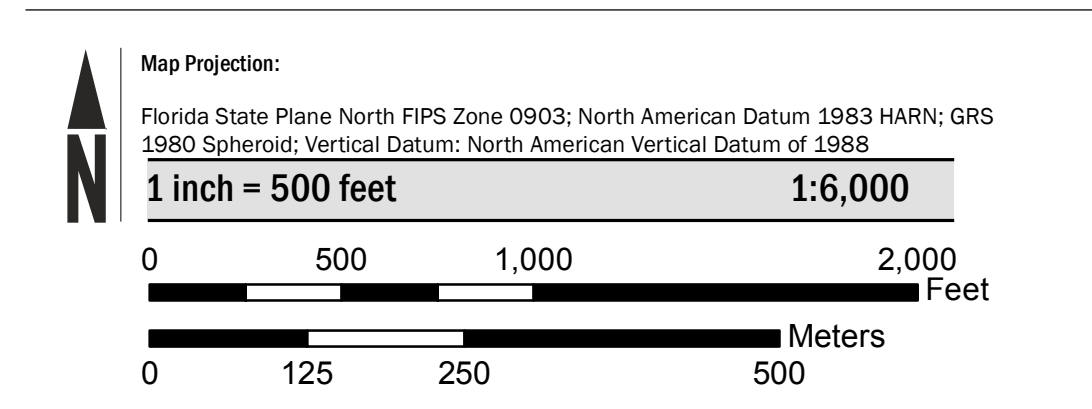 Map Projection:
Florida State Plane North FIPS Zone 0903; North American Datum 1983 HARN; GRS
1980 Spheroid; Vertical Datum: North American Vertical Datum of 1988
N
1 inch = 500 feet 1:6,000
0 500 1,000 2,000
Feet
Meters
0 125 250 500